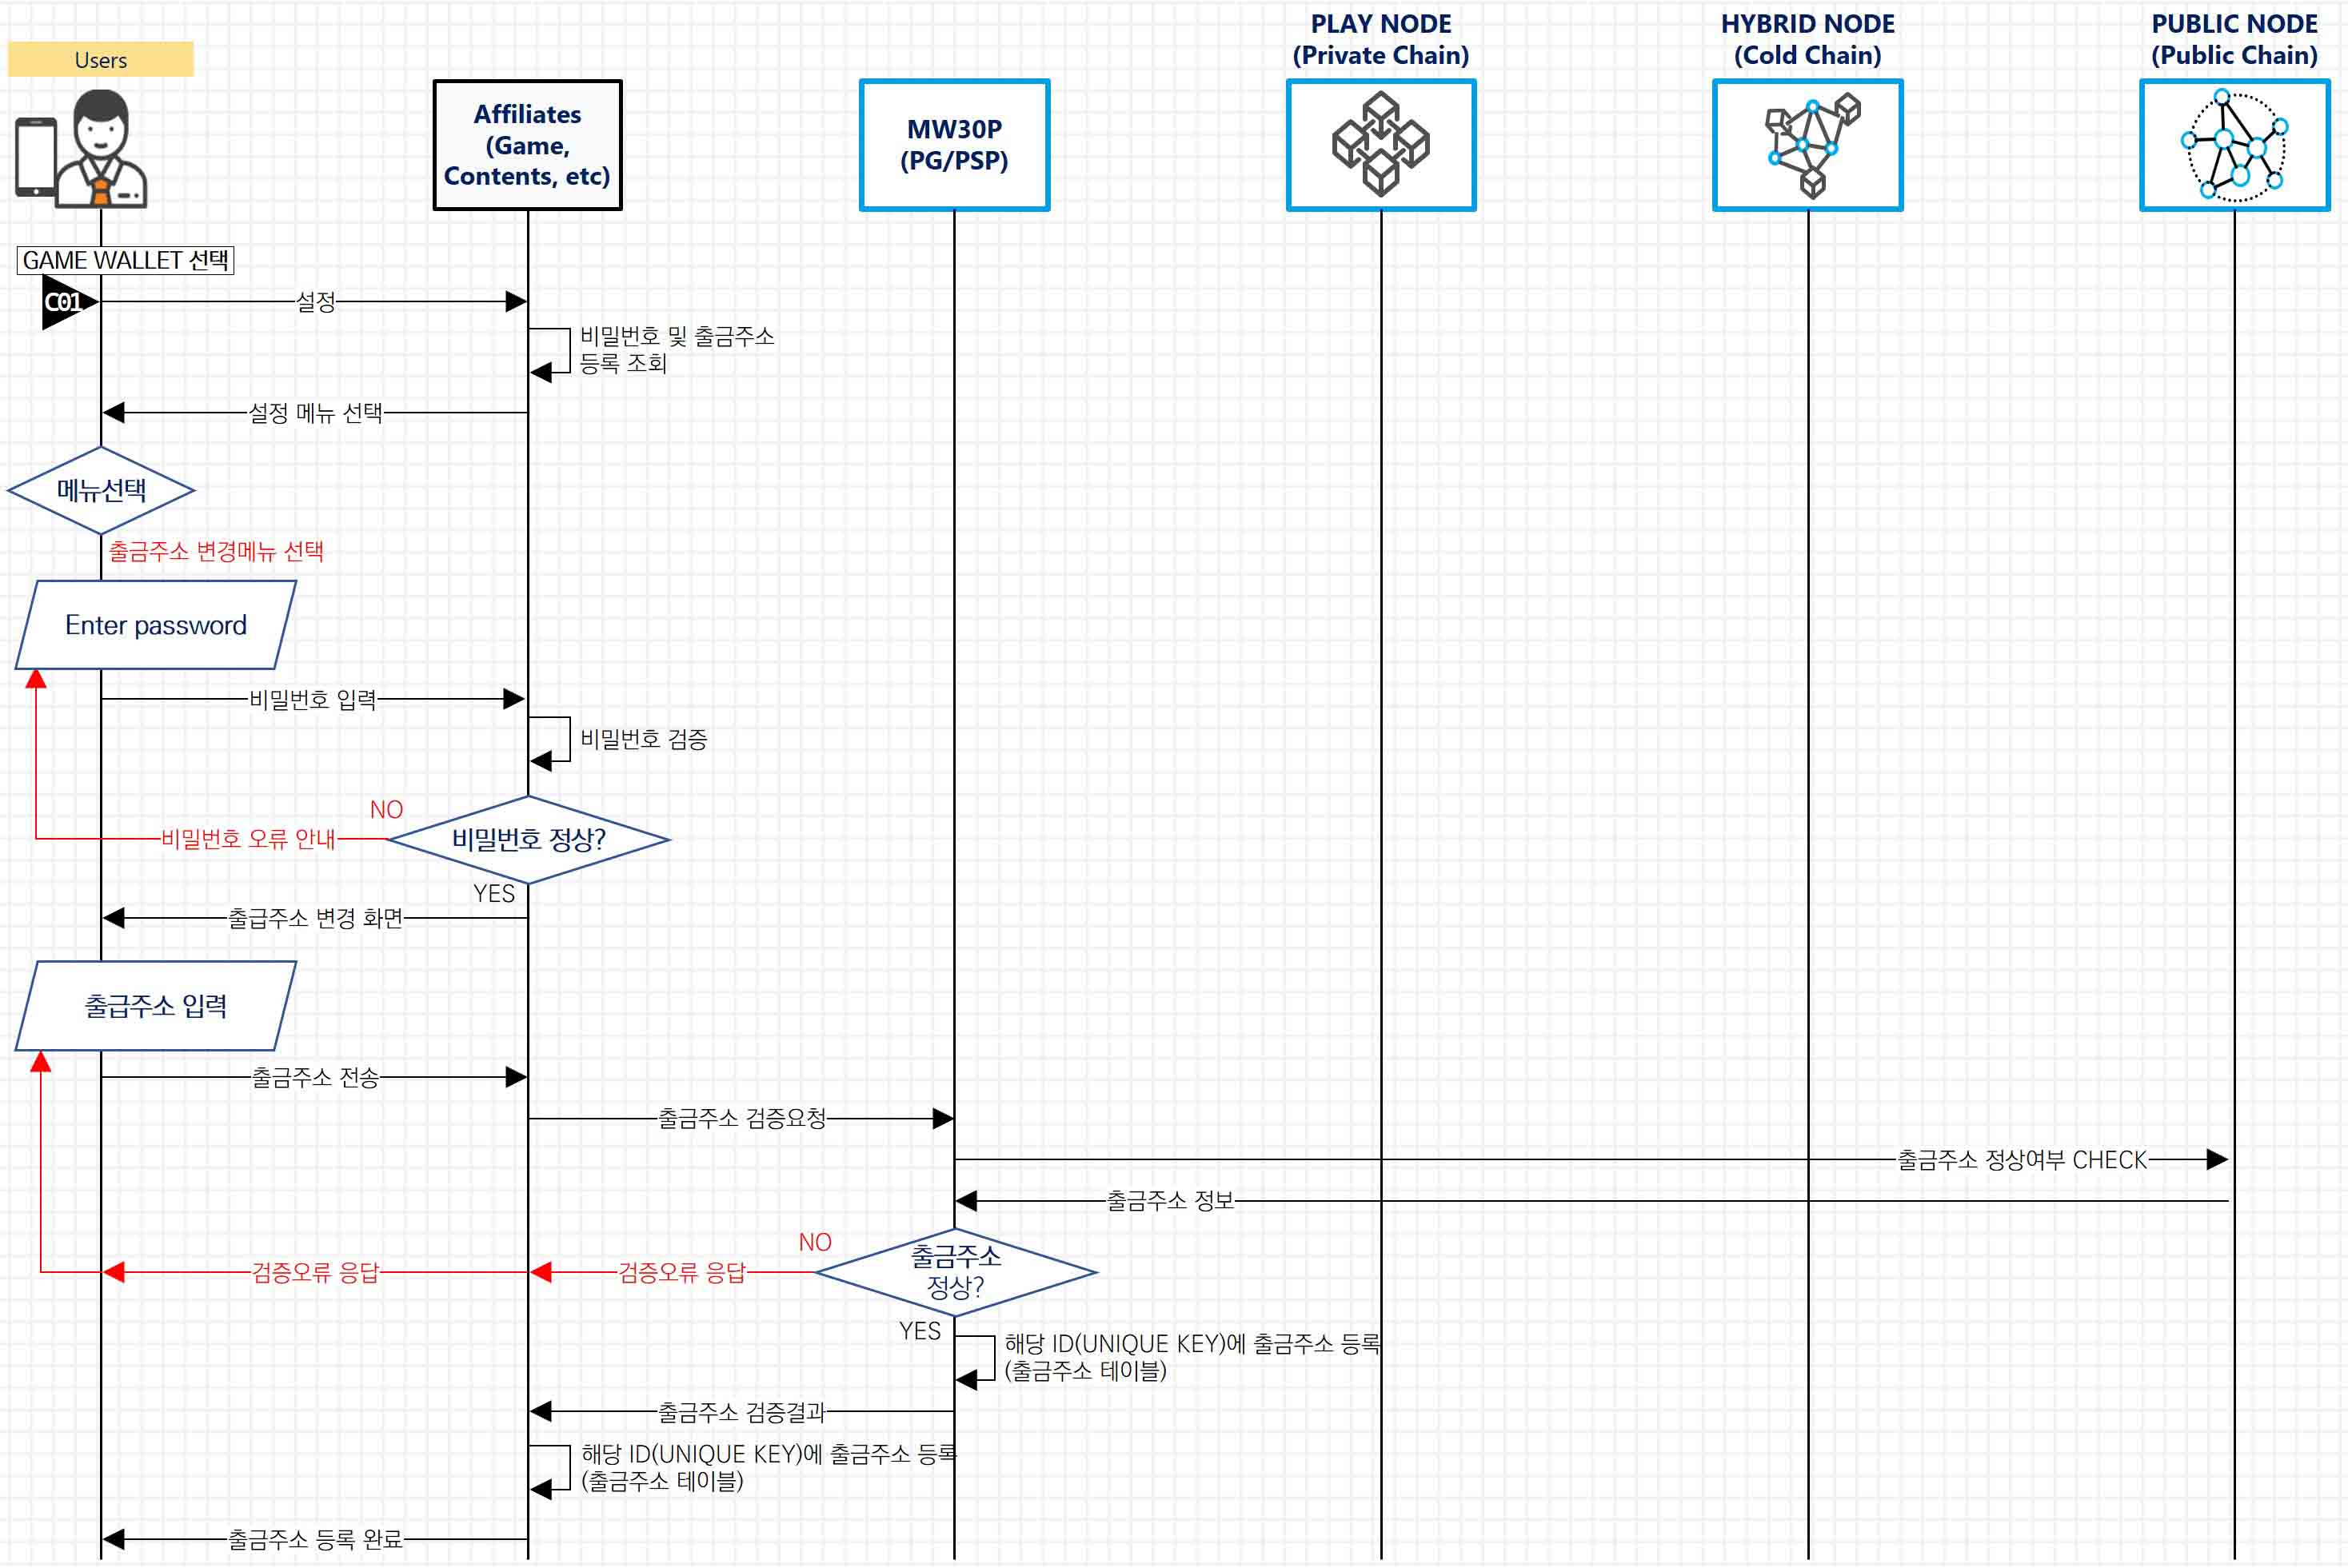 PLAY NODE
(Private Chain)
HYBRID NODE
(Cold Chain)
PUBLIC NODE
(Public Chain)
Users
Affiliates
(Game,
Contents, etc)
MW30P
(PG/PSP)
GAME WALLET 선택
C01
설정
비밀번호 및 출금주소
등록 조회
설정 메뉴 선택
메뉴선택
출금주소 변경메뉴 선택
Enter password
비밀번호 입력
비밀번호 검증
NO
비밀번호 오류 안내
비밀번호 정상?
YES
출급주소 변경 화면
출급주소 입력
출금주소 전송
출금주소 검증요청
출금주소 정상여부 CHECK
출금주소 정보
NO
출금주소
정상?
검증오류 응답
검증오류 응답
YES
해당 ID(UNIQUE KEY)에 출금주소 등록
(출금주소 테이블)
출금주소 검증결과
해당 ID(UNIQUE KEY)에 출금주소 등록
(출금주소 테이블)
출금주소 등록 완료